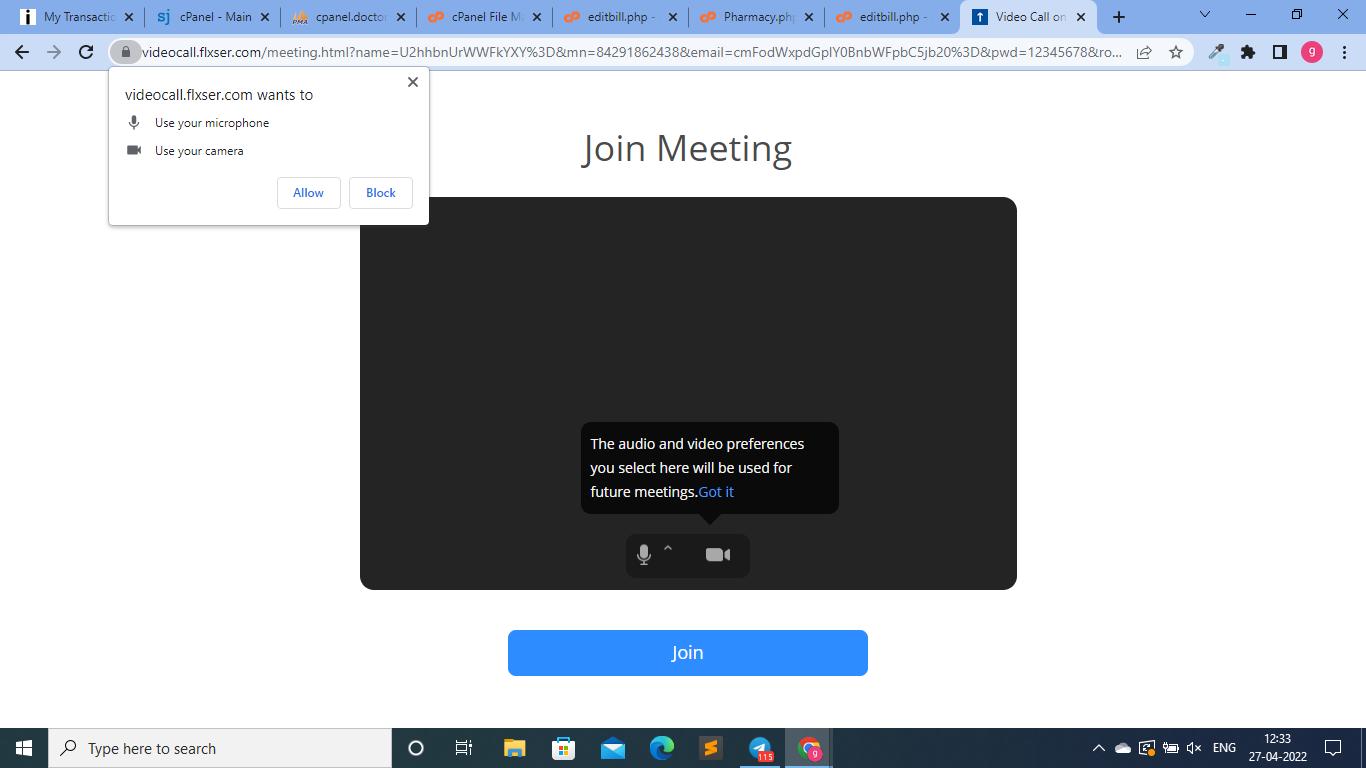 My Transactic
cPanel - Main
cpanel.doctor
cPanel File Ma
editbill.php -
Pharmacy.php
editbill.php -
Video Call on
videocall.flxser.com/meeting.html?name=U2hhbnUrWWFkYXY%3D&mn=84291862438&email=cmFodWxpdGplY0BnbWFpbC5jb20%3D&pwd=12345678&ro...
g
videocall.flxser.com wants to
Use your microphone
Use your camera
Allow
Block
Join Meeting
The audio and video preferences
you select here will be used for
future meetings.Got it
Join
Type here to search
115
g
ENG
12:33
27-04-2022